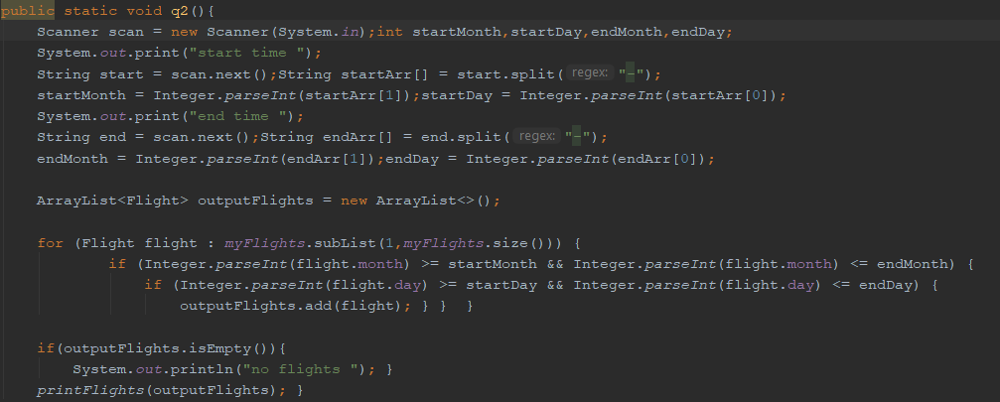 public static void q2(){
Scanner scan = new Scanner(System.in);int startMonth,startDay,endMonth,endDay;
System.out.print("start time ");
String start = scan.next();String startArr[] = start.split( regex: "-");
startMonth = Integer.parseInt(startArr[1]);startDay = Integer.parseInt(startArr[0]);
System.out.print("end time ");
String end = scan.next();String endArr[] = end.split( regex: "-");
endMonth = Integer.parseInt(endArr[1]);endDay = Integer.parseInt(endArr[0]);
ArrayList<Flight> outputFlights = new ArrayList<>();
for (Flight flight : myFlights.subList(1,myFlights.size())) {
if (Integer.parseInt(flight.month) >= startMonth && Integer.parseInt(flight.month) <= endMonth) {
if (Integer.parseInt(flight.day) >= startDay && Integer.parseInt(flight.day) <= endDay) {
outputFlights.add(flight); } }  }
if(outputFlights.isEmpty()){
System.out.println("no flights "); }
printFlights(outputFlights); }